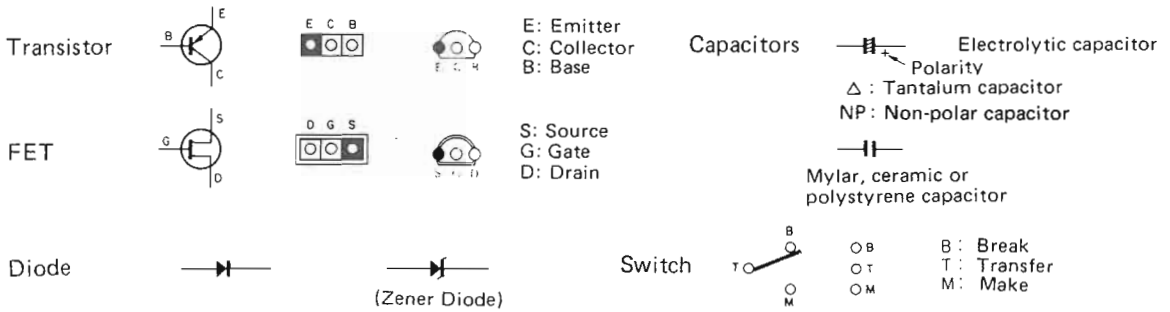 Transistor
E
B
C
E C B
E C B
E: Emitter
C: Collector
B: Base
FET
S
G
D
D G S
S G D
S: Source
G: Gate
D: Drain
Diode
(Zener Diode)
Capacitors
+
Electrolytic capacitor
Polarity
△ : Tantalum capacitor
NP: Non-polar capacitor
Mylar, ceramic or
polystyrene capacitor
Switch
B
T
M
B
T
M
B : Break
T : Transfer
M : Make